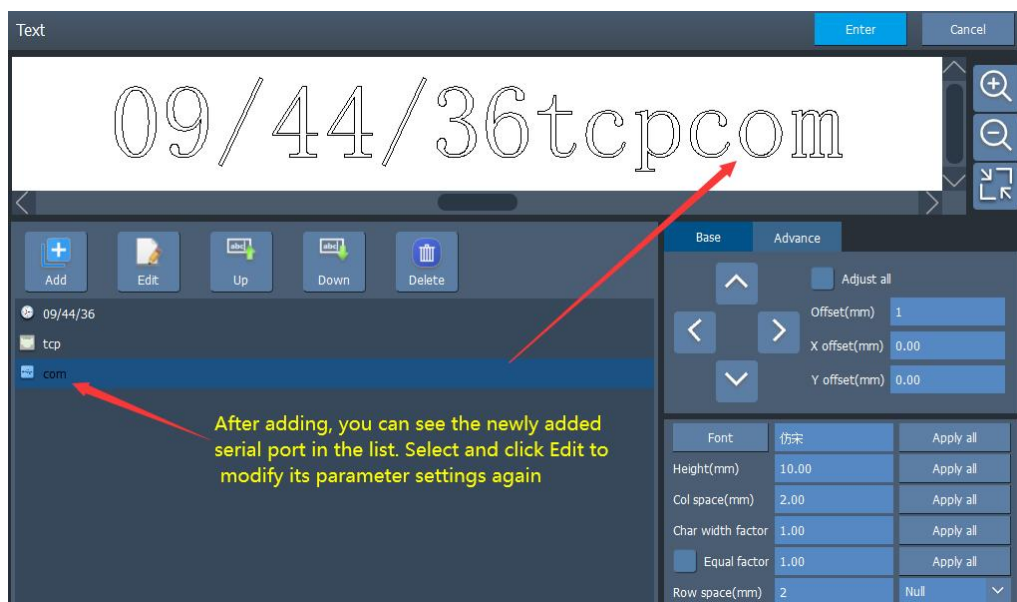 Text
Enter
Cancel
09/44/36tcpcom
Add
Edit
Up
Down
Delete
09/44/36
tcp
com
After adding, you can see the newly added
serial port in the list. Select and click Edit to
modify its parameter settings again
Base
Advance
Adjust all
Offset(mm) 1
X offset(mm) 0.00
Y offset(mm) 0.00
Font 仿宋 Apply all
Height(mm) 10.00 Apply all
Col space(mm) 2.00 Apply all
Char width factor 1.00 Apply all
Equal factor 1.00 Apply all
Row space(mm) 2 Null